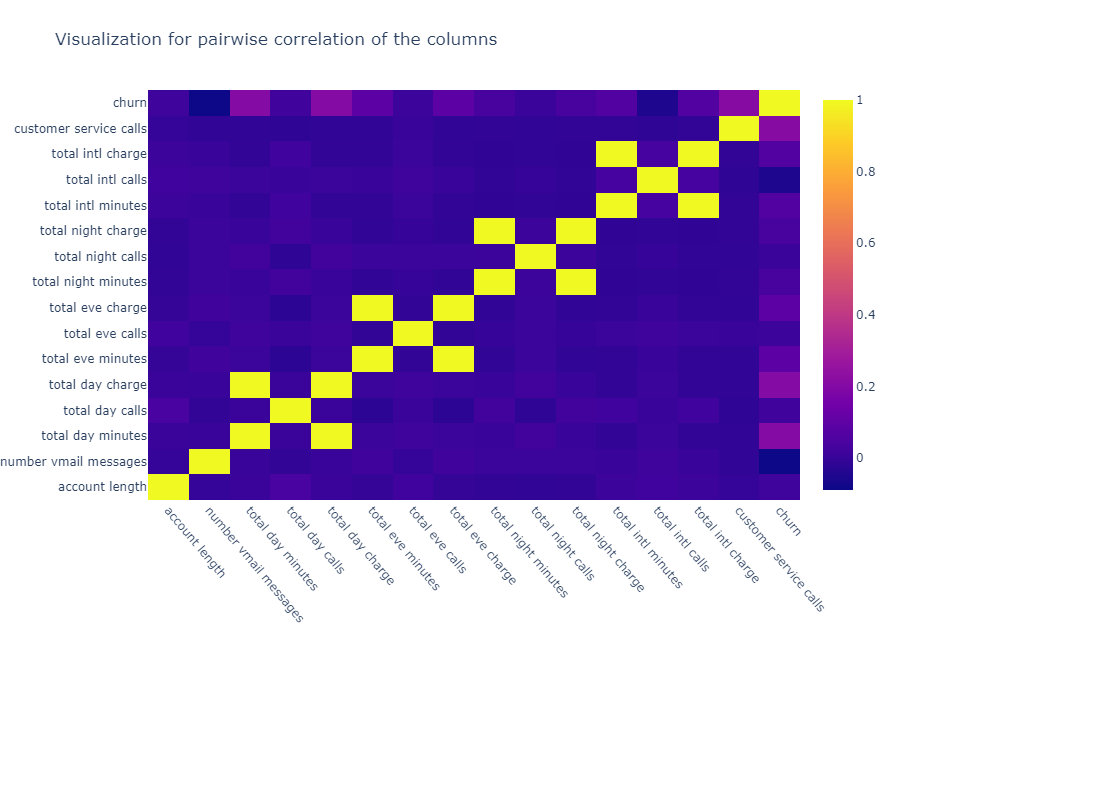 Visualization for pairwise correlation of the columns
churn
customer service calls
total intl charge
total intl calls
total intl minutes
total night charge
total night calls
total night minutes
total eve charge
total eve calls
total eve minutes
total day charge
total day calls
total day minutes
number vmail messages
account length
account length
number vmail messages
total day minutes
total day calls
total day charge
total eve minutes
total eve calls
total eve charge
total night minutes
total night calls
total night charge
total intl minutes
total intl calls
total intl charge
customer service calls
churn
1
0.8
0.6
0.4
0.2
0